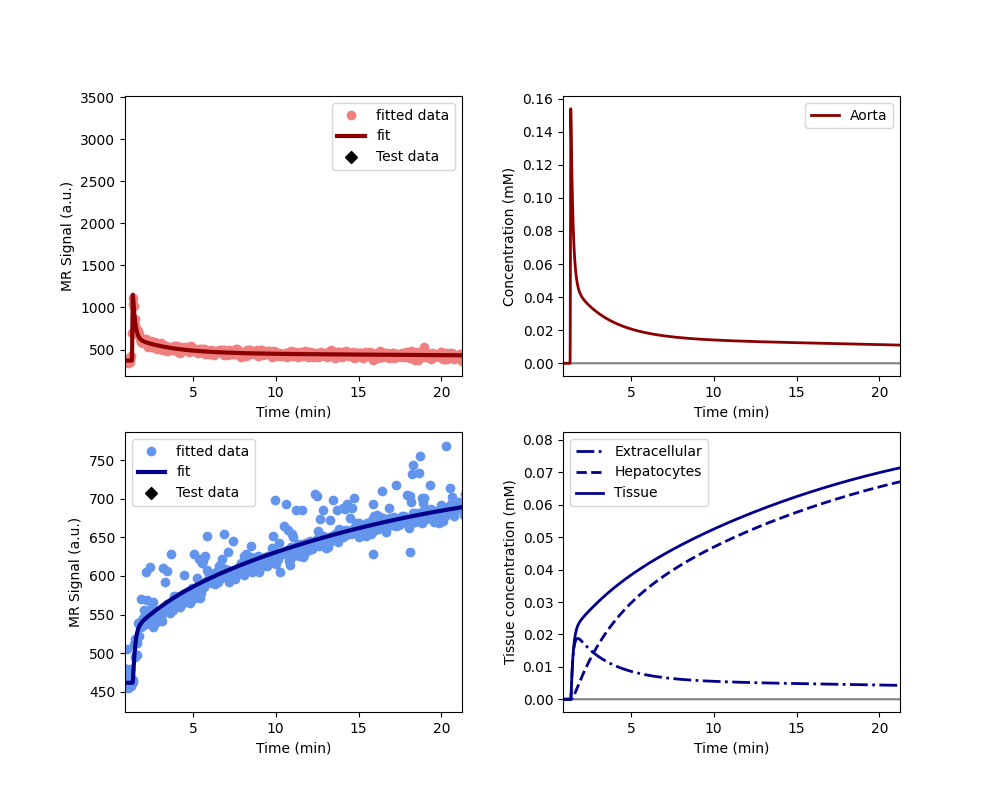 3500
3000
2500
2000
1500
1000
500
MR Signal (a.u.)
fitted data
fit
Test data
5
10
15
20
Time (min)
0.16
0.14
0.12
0.10
0.08
0.06
0.04
0.02
0.00
Concentration (mM)
Aorta
5
10
15
20
Time (min)
750
700
650
600
550
500
450
MR Signal (a.u.)
fitted data
fit
Test data
5
10
15
20
Time (min)
0.08
0.07
0.06
0.05
0.04
0.03
0.02
0.01
0.00
Tissue concentration (mM)
Extracellular
Hepatocytes
Tissue
5
10
15
20
Time (min)